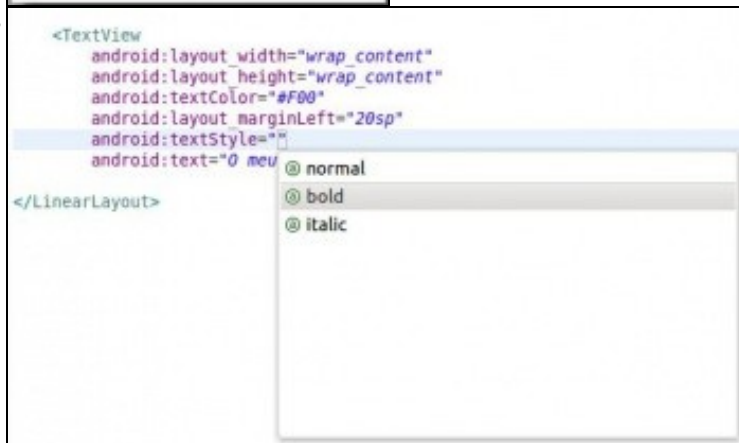 <TextView
android:layout_width="wrap_content"
android:layout_height="wrap_content"
android:textColor="#F00"
android:layout_marginLeft="20sp"
android:textStyle=""
android:text="O meu
@ normal
</LinearLayout>
@ bold
@ italic